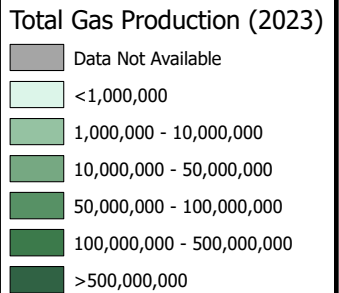 Total Gas Production (2023)
Data Not Available
<1,000,000
1,000,000 - 10,000,000
10,000,000 - 50,000,000
50,000,000 - 100,000,000
100,000,000 - 500,000,000
>500,000,000